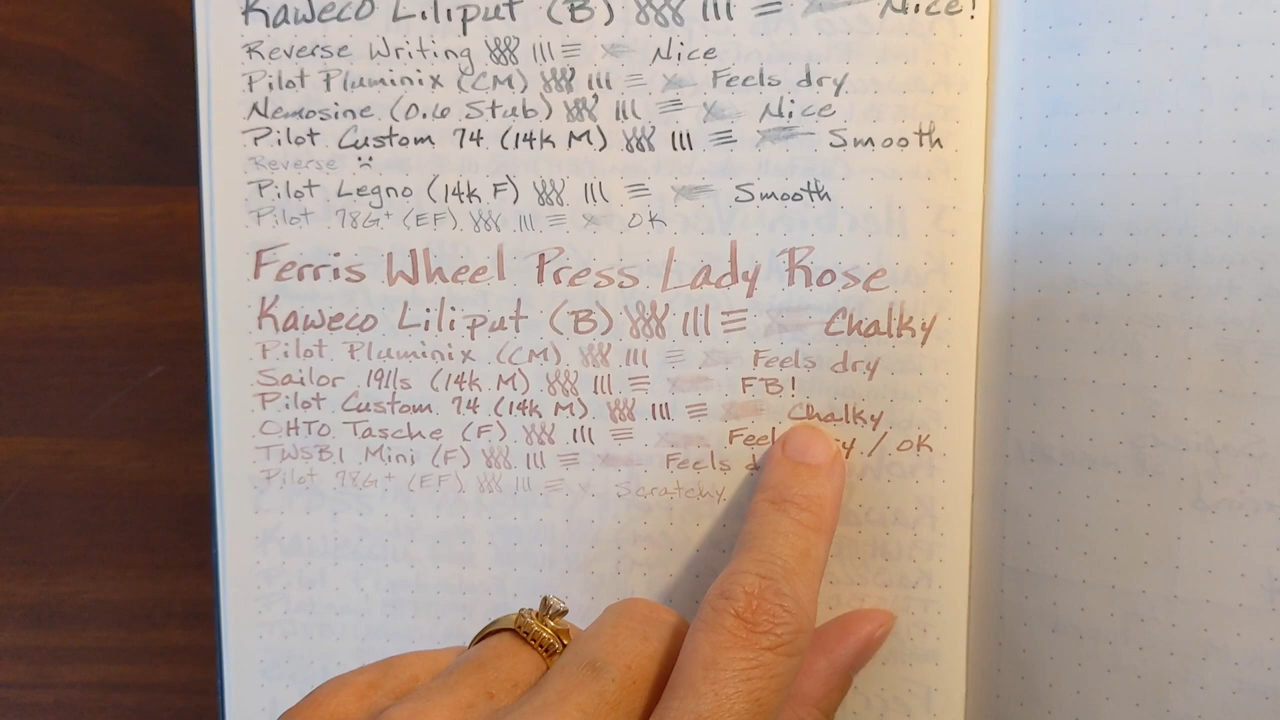 Kaweco Liliput (B) Nice!
Reverse Writing Nice
Pilot Pluminix (CM) Feels dry
Nemosine (0.6 Stub) Nice
Pilot Custom 74 (14k M) Smooth
Reverse
Pilot Legno (14k F) Smooth
Pilot 78G+ (EF) OK
Ferris Wheel Press Lady Rose
Kaweco Liliput (B) Chalky
Pilot Pluminix (CM) Feels dry
Sailor 1911s (14k M) FB!
Pilot Custom 74 (14k M) Chalky
OHTO Tasche (F) / OK
TWSBI Mini (F) Feels
Pilot 78G+ (EF) Scratchy